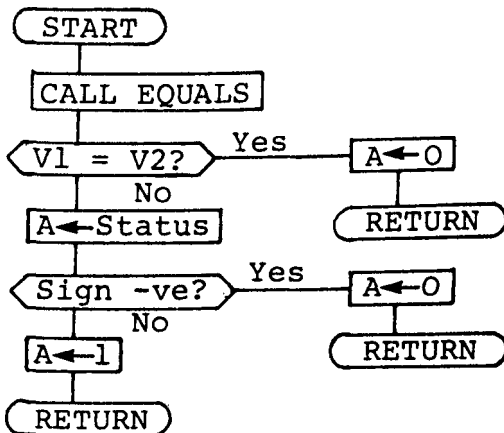 START
CALL EQUALS
V1 = V2?
Yes
A←0
No
RETURN
A←Status
Sign -ve?
Yes
A←0
No
RETURN
A←1
RETURN